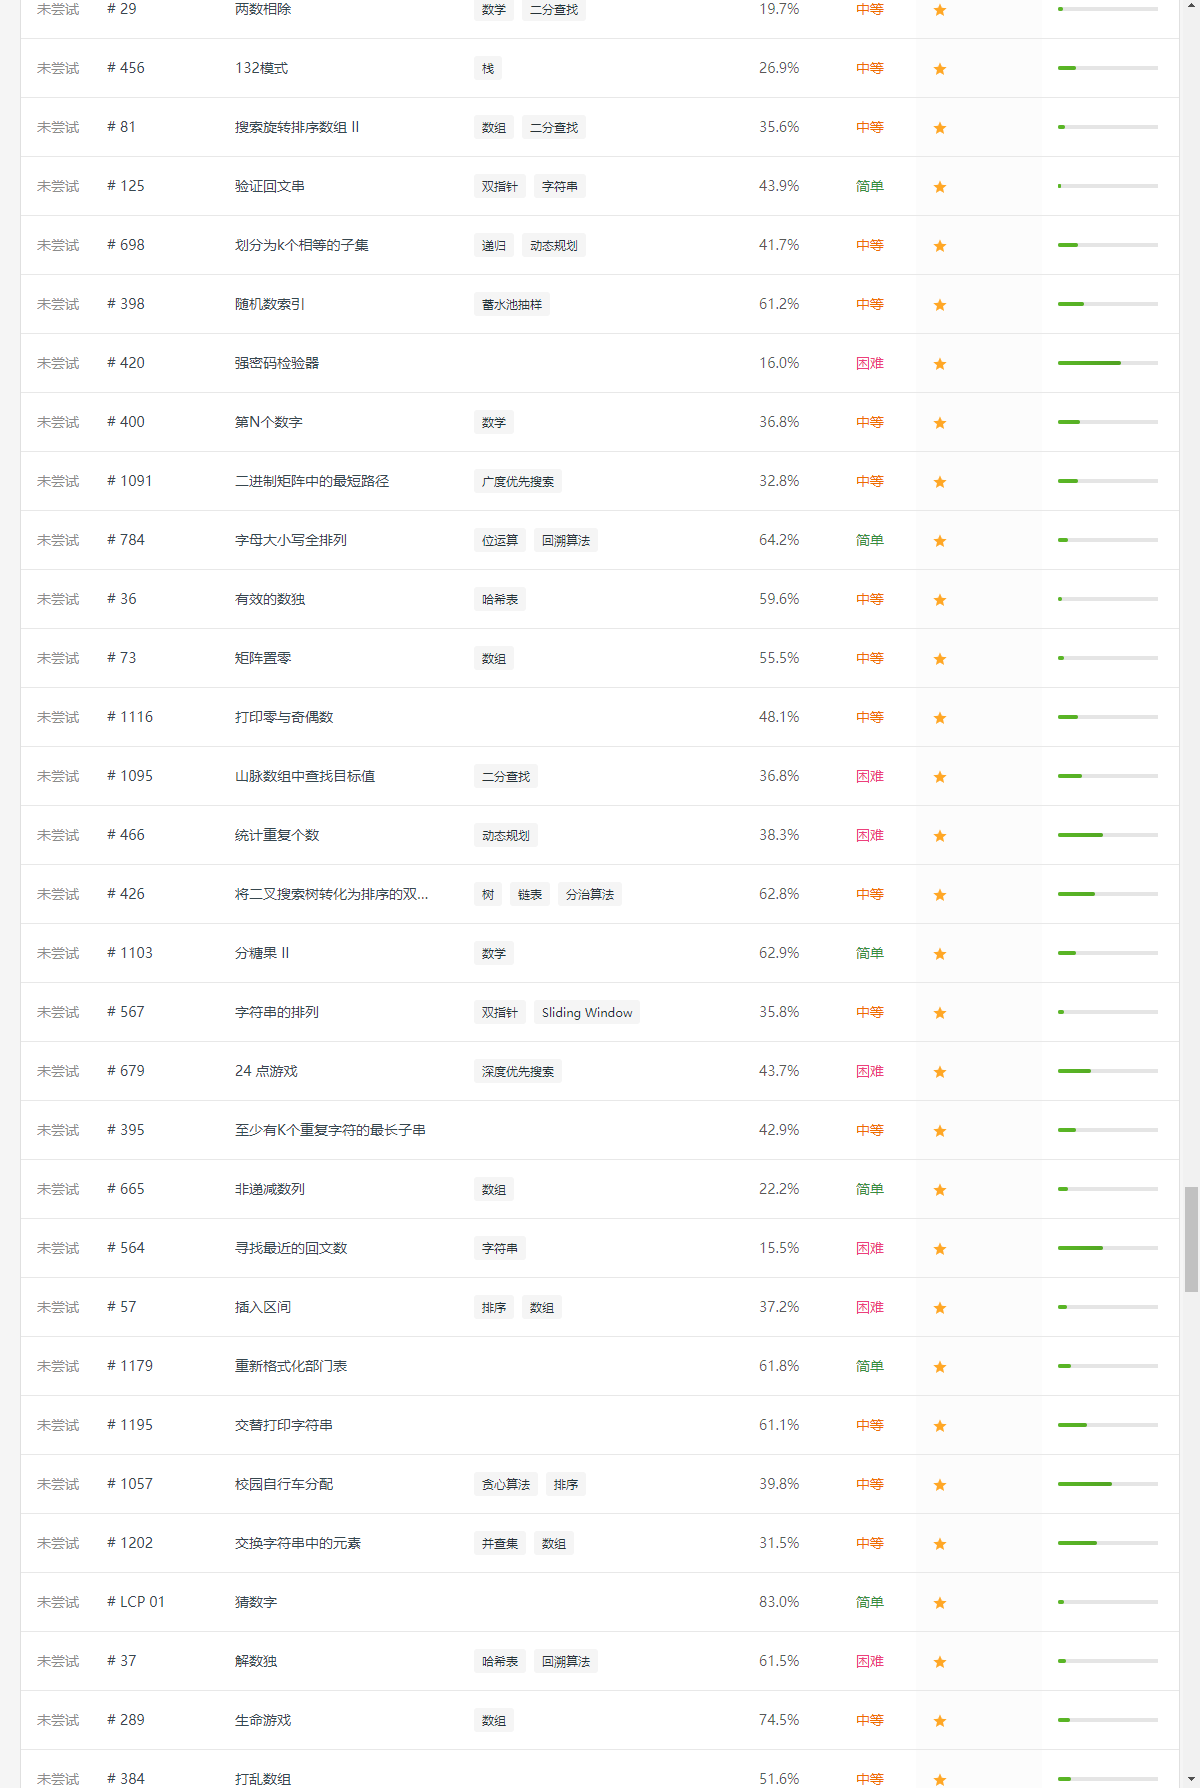 未尝试 # 29 两数相除 数学 二分查找 19.7% 中等
未尝试 # 456 132模式 栈 26.9% 中等
未尝试 # 81 搜索旋转排序数组 II 数组 二分查找 35.6% 中等
未尝试 # 125 验证回文串 双指针 字符串 43.9% 简单
未尝试 # 698 划分为k个相等的子集 递归 动态规划 41.7% 中等
未尝试 # 398 随机数索引 蓄水池抽样 61.2% 中等
未尝试 # 420 强密码检验器 16.0% 困难
未尝试 # 400 第N个数字 数学 36.8% 中等
未尝试 # 1091 二进制矩阵中的最短路径 广度优先搜索 32.8% 中等
未尝试 # 784 字母大小写全排列 位运算 回溯算法 64.2% 简单
未尝试 # 36 有效的数独 哈希表 59.6% 中等
未尝试 # 73 矩阵置零 数组 55.5% 中等
未尝试 # 1116 打印零与奇偶数 48.1% 中等
未尝试 # 1095 山脉数组中查找目标值 二分查找 36.8% 困难
未尝试 # 466 统计重复个数 动态规划 38.3% 困难
未尝试 # 426 将二叉搜索树转化为排序的双... 树 链表 分治算法 62.8% 中等
未尝试 # 1103 分糖果 II 数学 62.9% 简单
未尝试 # 567 字符串的排列 双指针 Sliding Window 35.8% 中等
未尝试 # 679 24 点游戏 深度优先搜索 43.7% 困难
未尝试 # 395 至少有K个重复字符的最长子串 42.9% 中等
未尝试 # 665 非递减数列 数组 22.2% 简单
未尝试 # 564 寻找最近的回文数 字符串 15.5% 困难
未尝试 # 57 插入区间 排序 数组 37.2% 困难
未尝试 # 1179 重新格式化部门表 61.8% 简单
未尝试 # 1195 交替打印字符串 61.1% 中等
未尝试 # 1057 校园自行车分配 贪心算法 排序 39.8% 中等
未尝试 # 1202 交换字符串中的元素 并查集 数组 31.5% 中等
未尝试 # LCP 01 猜数字 83.0% 简单
未尝试 # 37 解数独 哈希表 回溯算法 61.5% 困难
未尝试 # 289 生命游戏 数组 74.5% 中等
未尝试 # 384 打乱数组 51.6% 中等